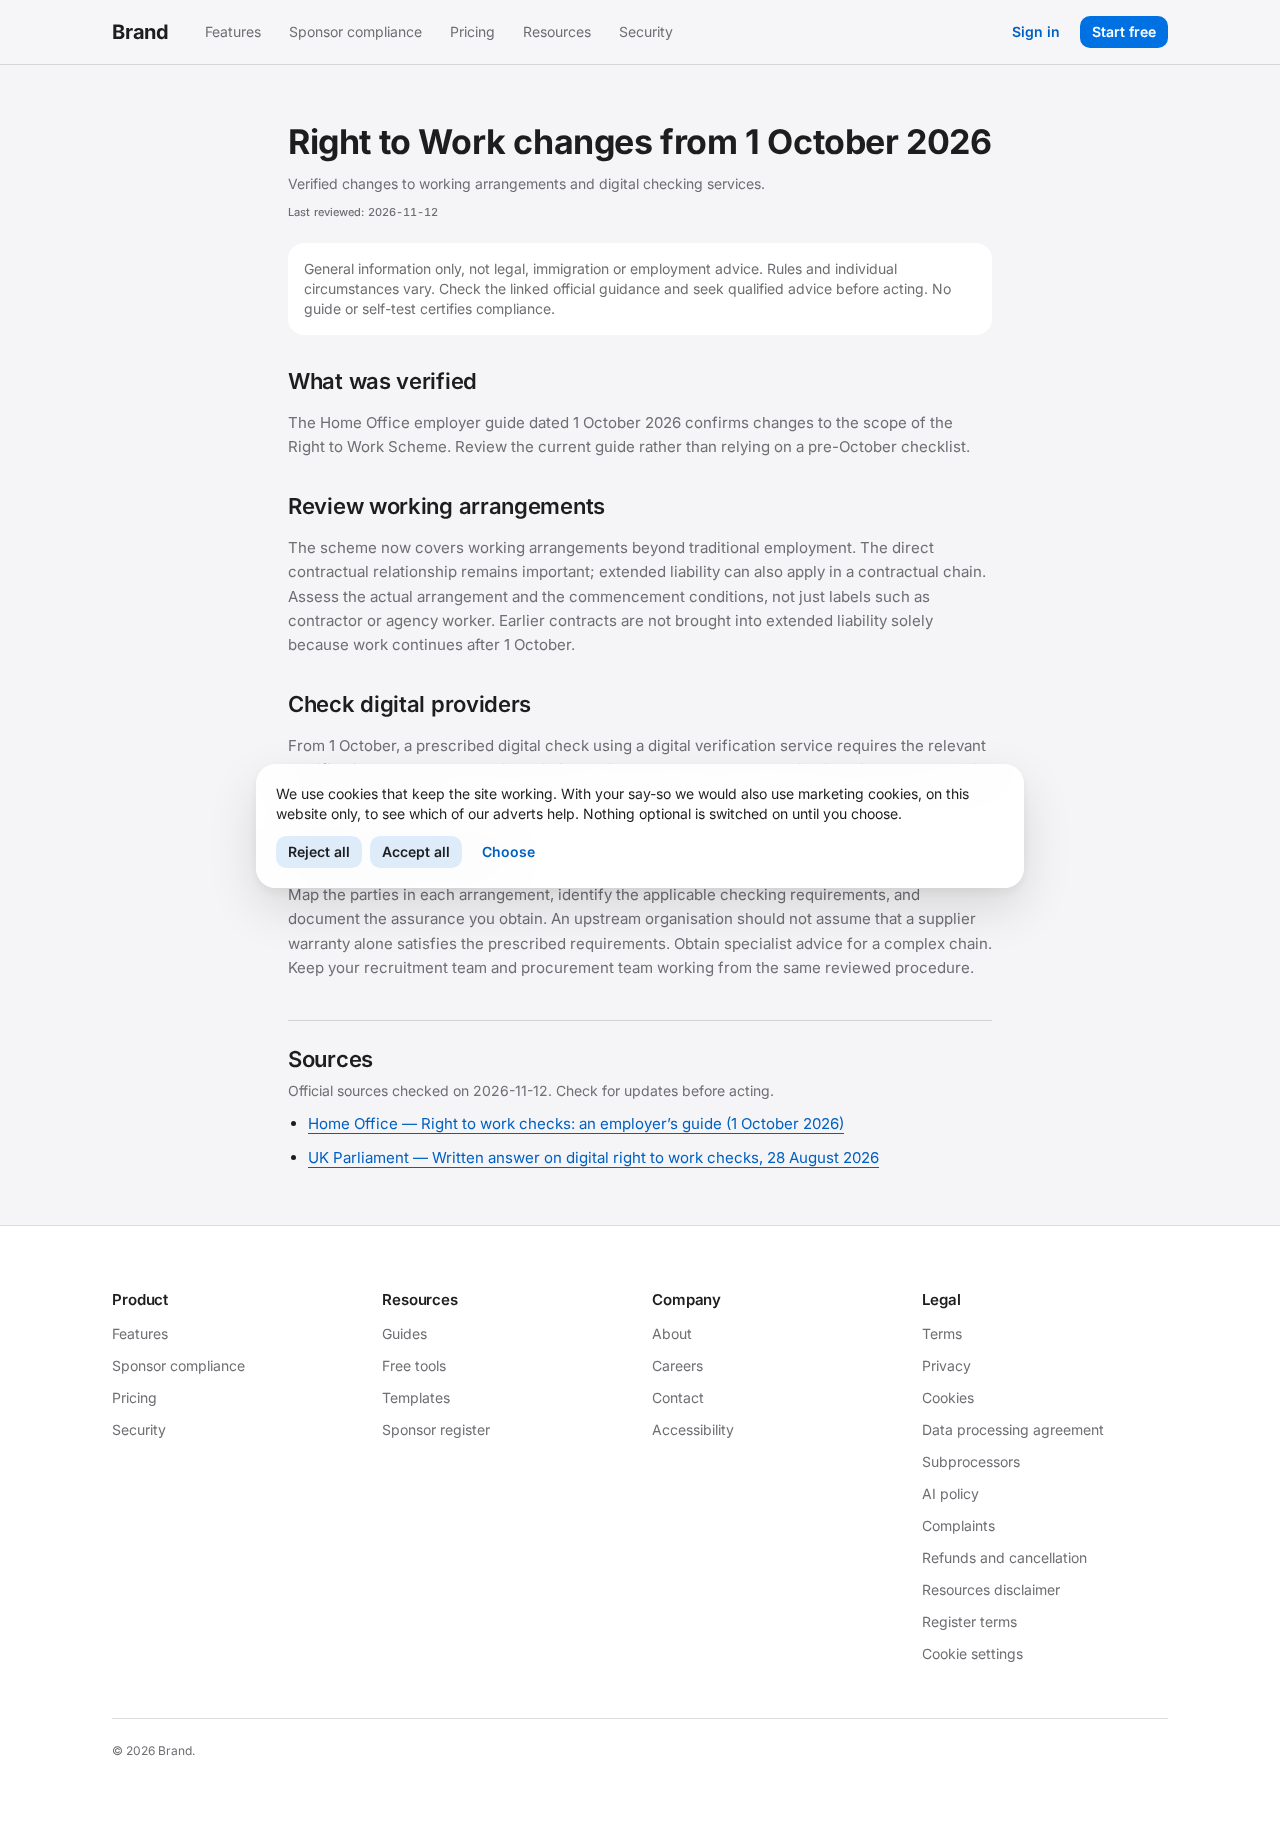 Brand
Features
Sponsor compliance
Pricing
Resources
Security
Sign in
Start free
Right to Work changes from 1 October 2026
Verified changes to working arrangements and digital checking services.
Last reviewed: 2026-11-12
General information only, not legal, immigration or employment advice. Rules and individual
circumstances vary. Check the linked official guidance and seek qualified advice before acting. No
guide or self-test certifies compliance.
What was verified
The Home Office employer guide dated 1 October 2026 confirms changes to the scope of the
Right to Work Scheme. Review the current guide rather than relying on a pre-October checklist.
Review working arrangements
The scheme now covers working arrangements beyond traditional employment. The direct
contractual relationship remains important; extended liability can also apply in a contractual chain.
Assess the actual arrangement and the commencement conditions, not just labels such as
contractor or agency worker. Earlier contracts are not brought into extended liability solely
because work continues after 1 October.
Check digital providers
From 1 October, a prescribed digital check using a digital verification service requires the relevant
We use cookies that keep the site working. With your say-so we would also use marketing cookies, on this
website only, to see which of our adverts help. Nothing optional is switched on until you choose.
Reject all
Accept all
Choose
Map the parties in each arrangement, identify the applicable checking requirements, and
document the assurance you obtain. An upstream organisation should not assume that a supplier
warranty alone satisfies the prescribed requirements. Obtain specialist advice for a complex chain.
Keep your recruitment team and procurement team working from the same reviewed procedure.
Sources
Official sources checked on 2026-11-12. Check for updates before acting.
Home Office — Right to work checks: an employer’s guide (1 October 2026)
UK Parliament — Written answer on digital right to work checks, 28 August 2026
Product
Features
Sponsor compliance
Pricing
Security
Resources
Guides
Free tools
Templates
Sponsor register
Company
About
Careers
Contact
Accessibility
Legal
Terms
Privacy
Cookies
Data processing agreement
Subprocessors
AI policy
Complaints
Refunds and cancellation
Resources disclaimer
Register terms
Cookie settings
© 2026 Brand.